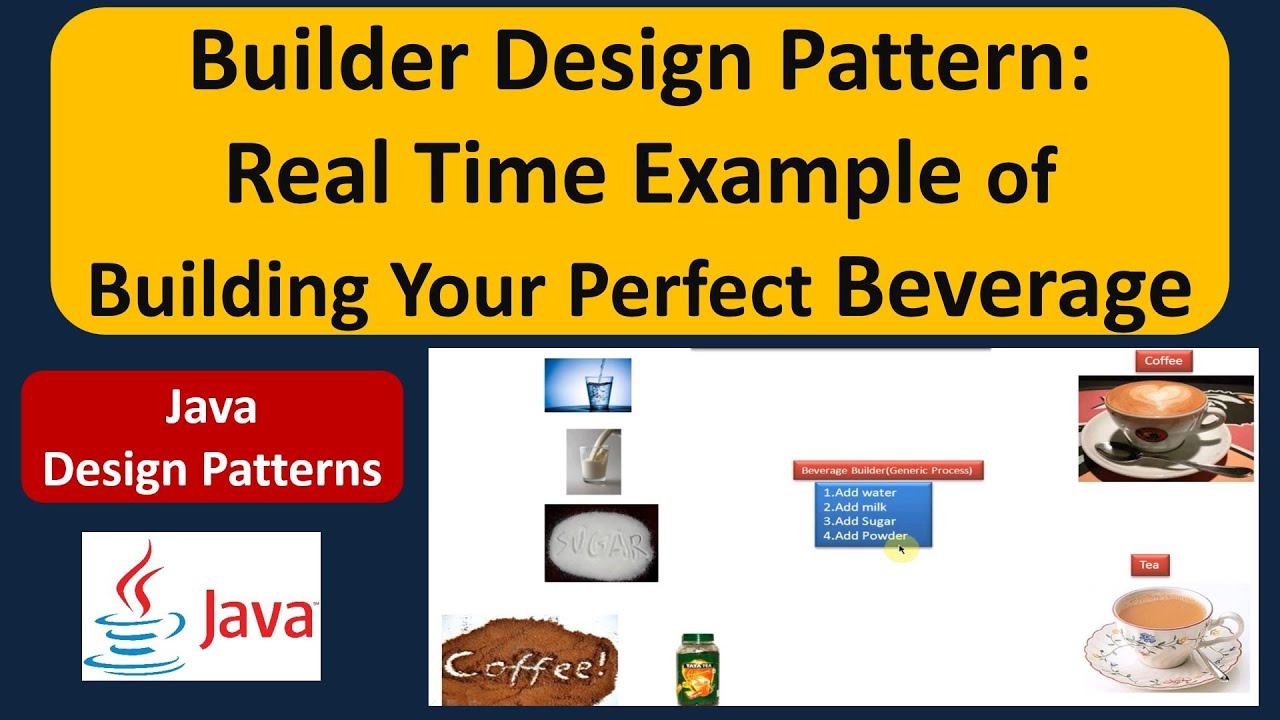 Builder Design Pattern:
Real Time Example of
Building Your Perfect Beverage
Java
Design Patterns
Java™
SUGAR
Coffee!
TATA TEA
Beverage Builder(Generic Process)
1.Add water
2.Add milk
3.Add Sugar
4.Add Powder
Coffee
Tea